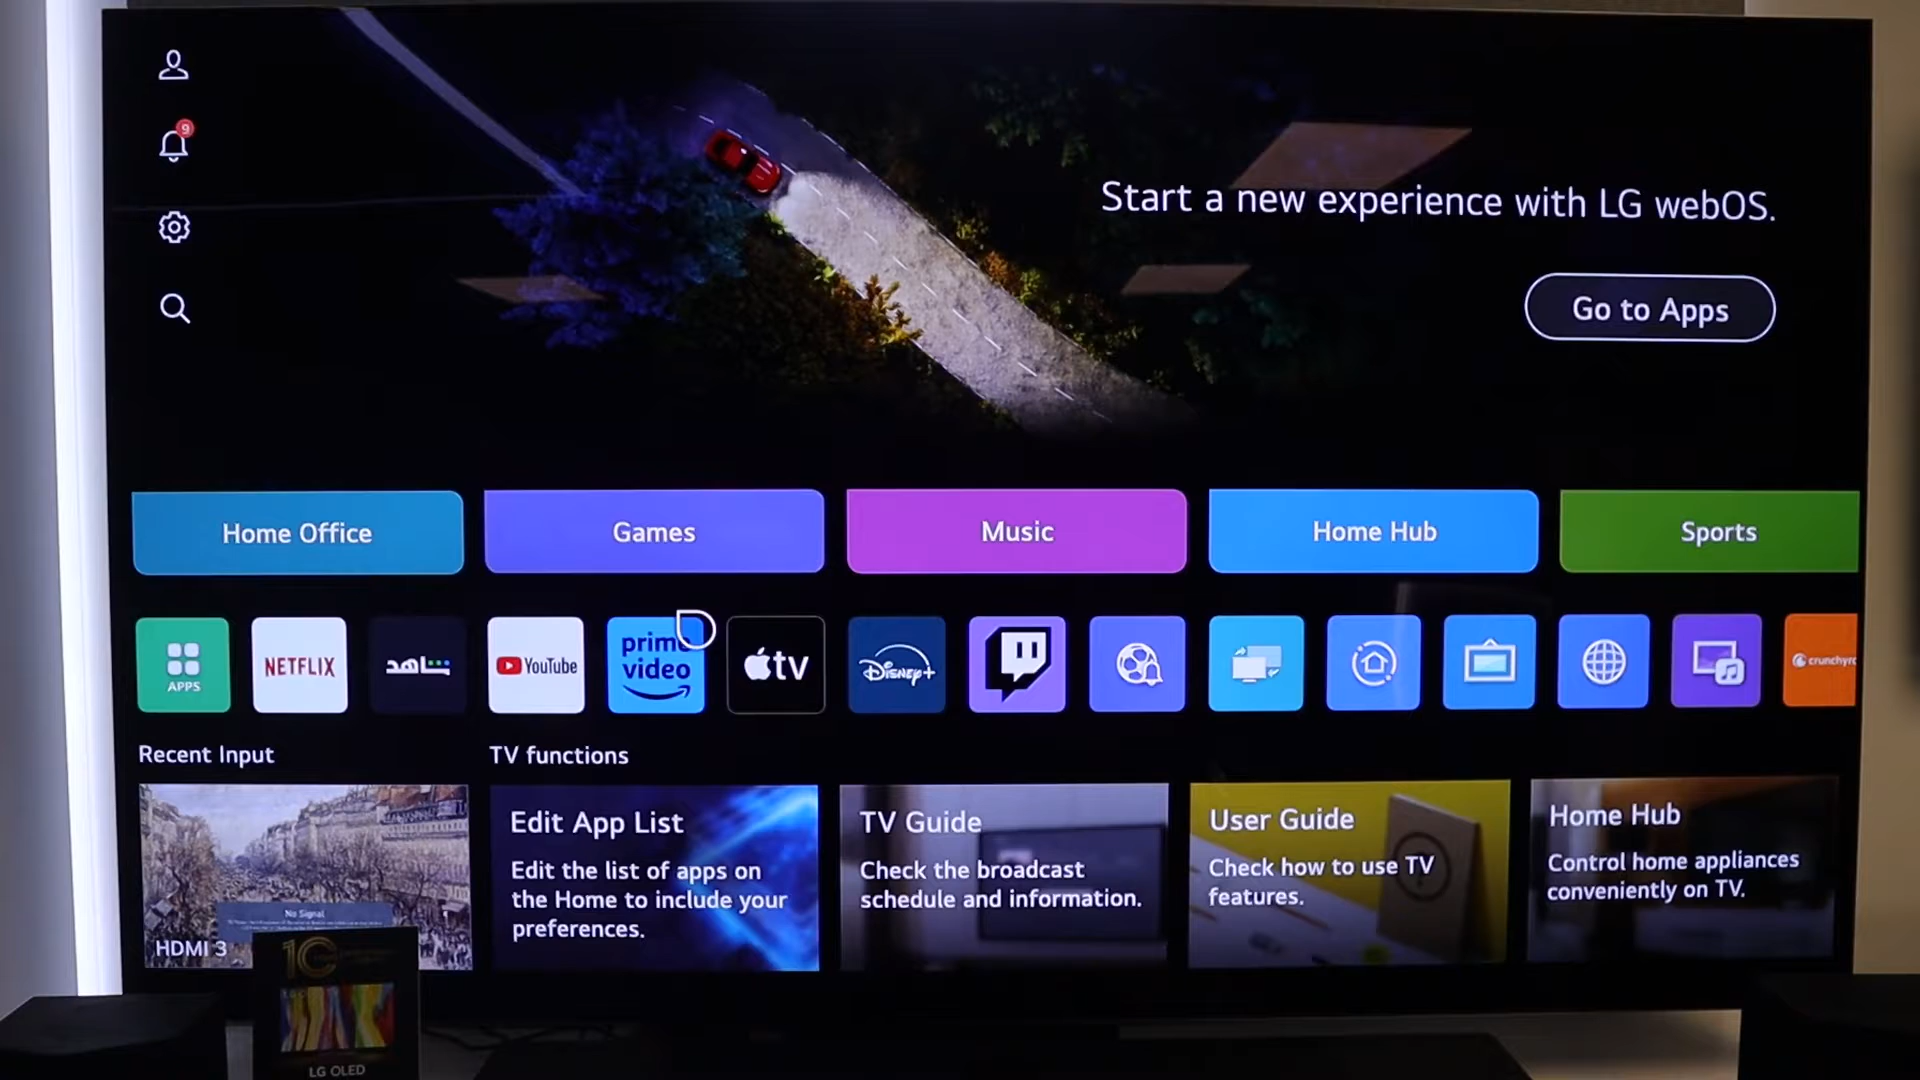 9
Start a new experience with LG webOS.
Go to Apps
Home Office
Games
Music
Home Hub
Sports
APPS
NETFLIX
شاهد
YouTube
prime
video
tv
Disney+
crunchyro
Recent Input
TV functions
No Signal
HDMI 3
Edit App List
Edit the list of apps on
the Home to include your
preferences.
TV Guide
Check the broadcast
schedule and information.
User Guide
Check how to use TV
features.
Home Hub
Control home appliances
conveniently on TV.
10
LG OLED